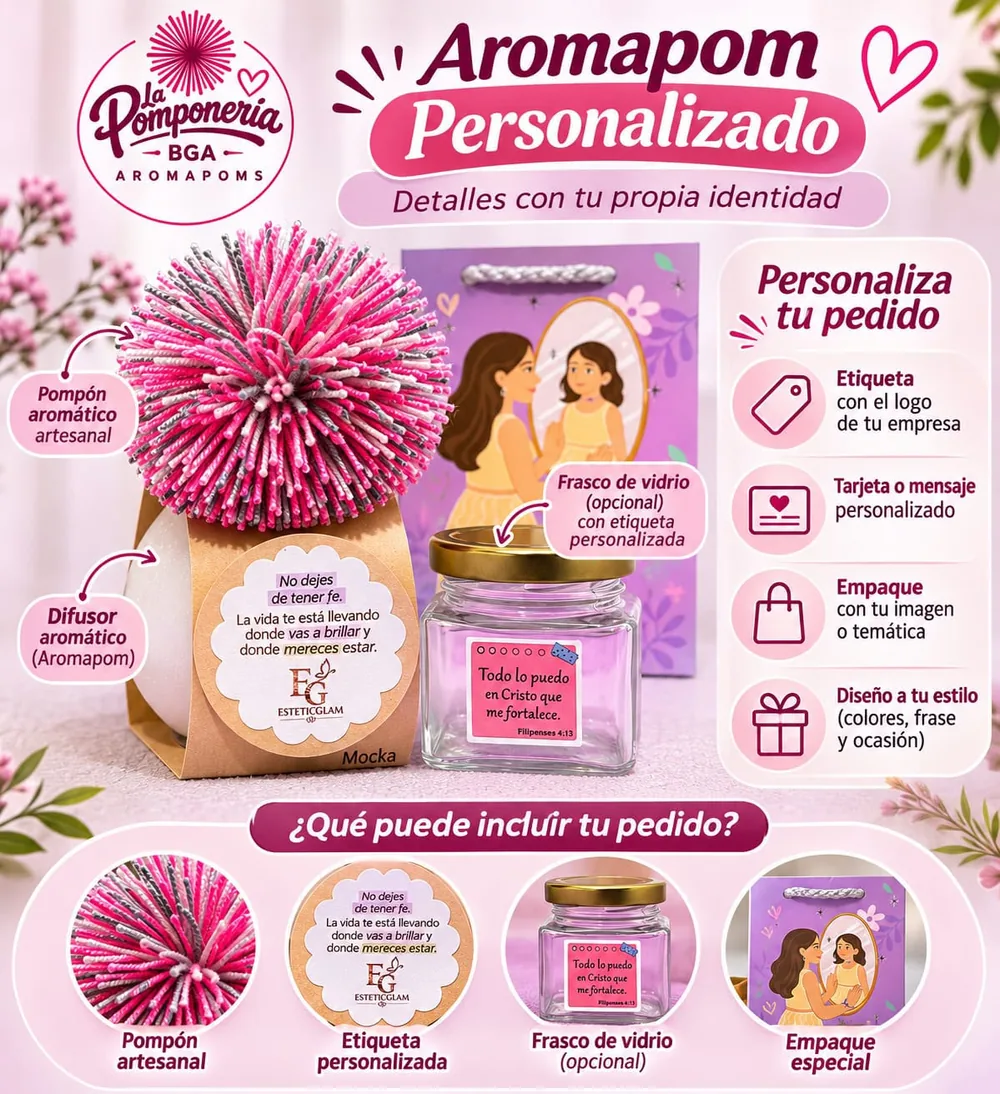 La
Pomponería
BGA
AROMAPOMS
Aromapom
Personalizado
Detalles con tu propia identidad
Pompón
aromático
artesanal
Difusor
aromático
(Aromapom)
No dejes
de tener fe.
La vida te está llevando
donde vas a brillar y
donde mereces estar.
EG
ESTETICGLAM
Mocka
Frasco de vidrio
(opcional)
con etiqueta
personalizada
Todo lo puedo
en Cristo que
me fortalece.
Filipenses 4:13
Personaliza
tu pedido
Etiqueta
con el logo
de tu empresa
Tarjeta o mensaje
personalizado
Empaque
con tu imagen
o temática
Diseño a tu estilo
(colores, frase
y ocasión)
¿Qué puede incluir tu pedido?
Pompón
artesanal
No dejes
de tener fe.
La vida te está llevando
donde vas a brillar y
donde mereces estar.
EG
ESTETICGLAM
Etiqueta
personalizada
Todo lo puedo
en Cristo que
me fortalece.
Filipenses 4:13
Frasco de vidrio
(opcional)
Empaque
especial